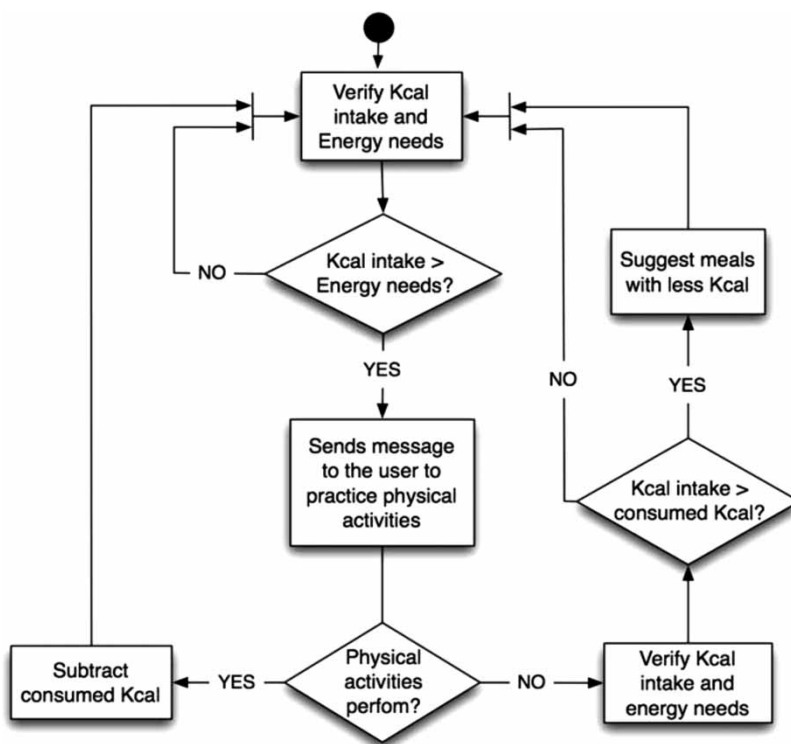 Verify Kcal
intake and
Energy needs
Kcal intake >
Energy needs?
NO
YES
Sends message
to the user to
practice physical
activities
Physical
activities
perfom?
YES
Subtract
consumed Kcal
NO
Verify Kcal
intake and
energy needs
Kcal intake >
consumed Kcal?
NO
YES
Suggest meals
with less Kcal